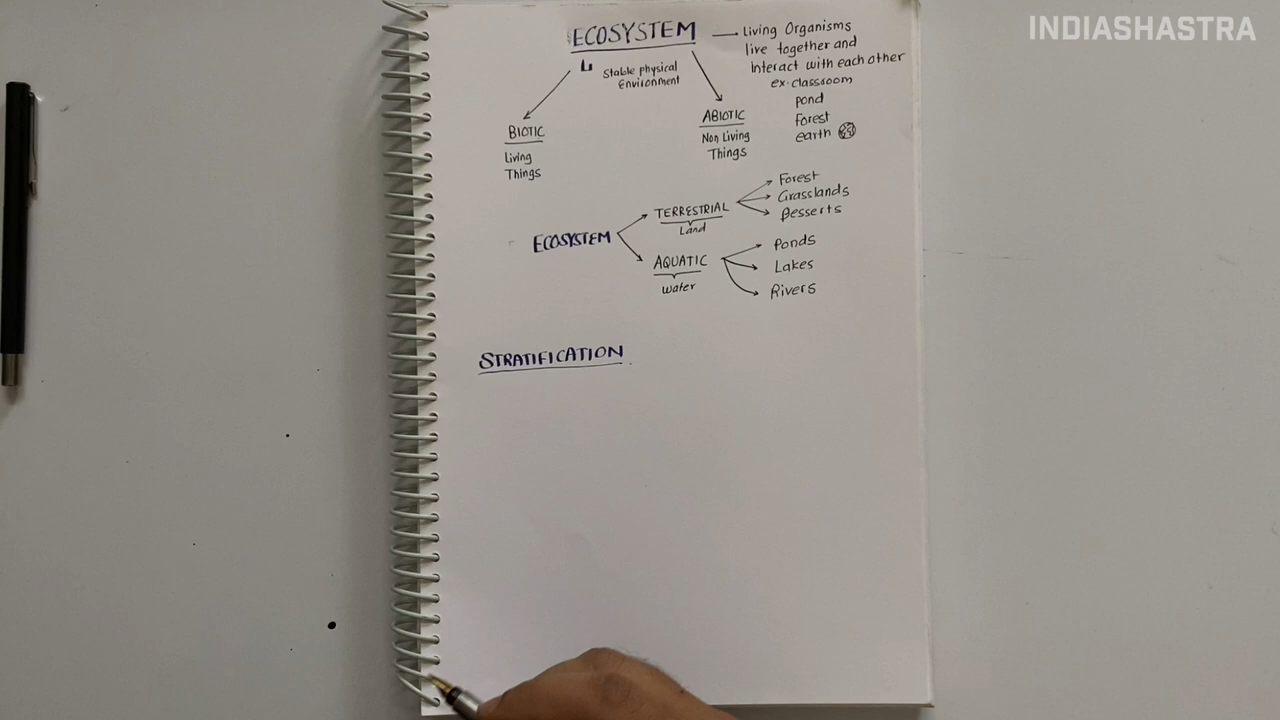 INDIASHASTRA
ECOSYSTEM
Living Organisms
live together and
Interact with each other
ex. classroom
pond
Forest
earth
Stable physical
Environment
BIOTIC
Living
Things
ABIOTIC
Non Living
Things
ECOSYSTEM
TERRESTRIAL
Land
Forest
Grasslands
Desserts
AQUATIC
water
Ponds
Lakes
Rivers
STRATIFICATION